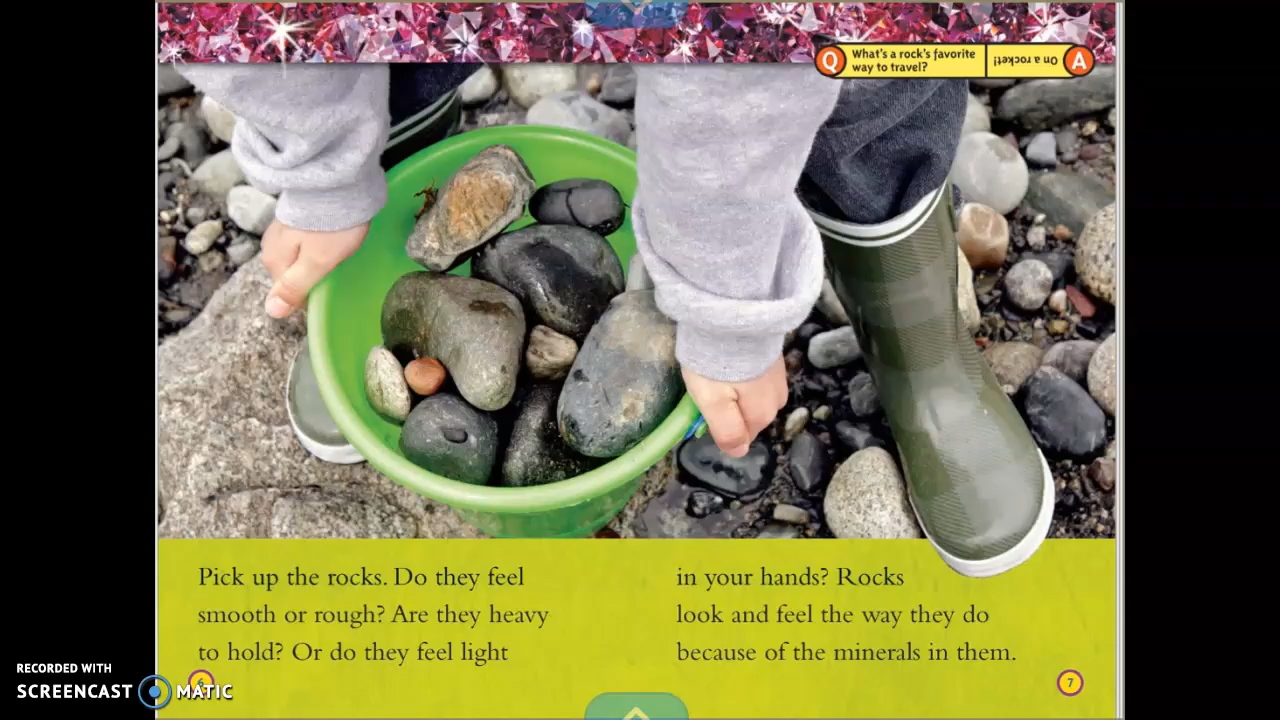 Q What's a rock's favorite
way to travel?
On a rocket! A
Pick up the rocks. Do they feel
smooth or rough? Are they heavy
to hold? Or do they feel light
6
in your hands? Rocks
look and feel the way they do
because of the minerals in them.
7
RECORDED WITH
SCREENCAST MATIC